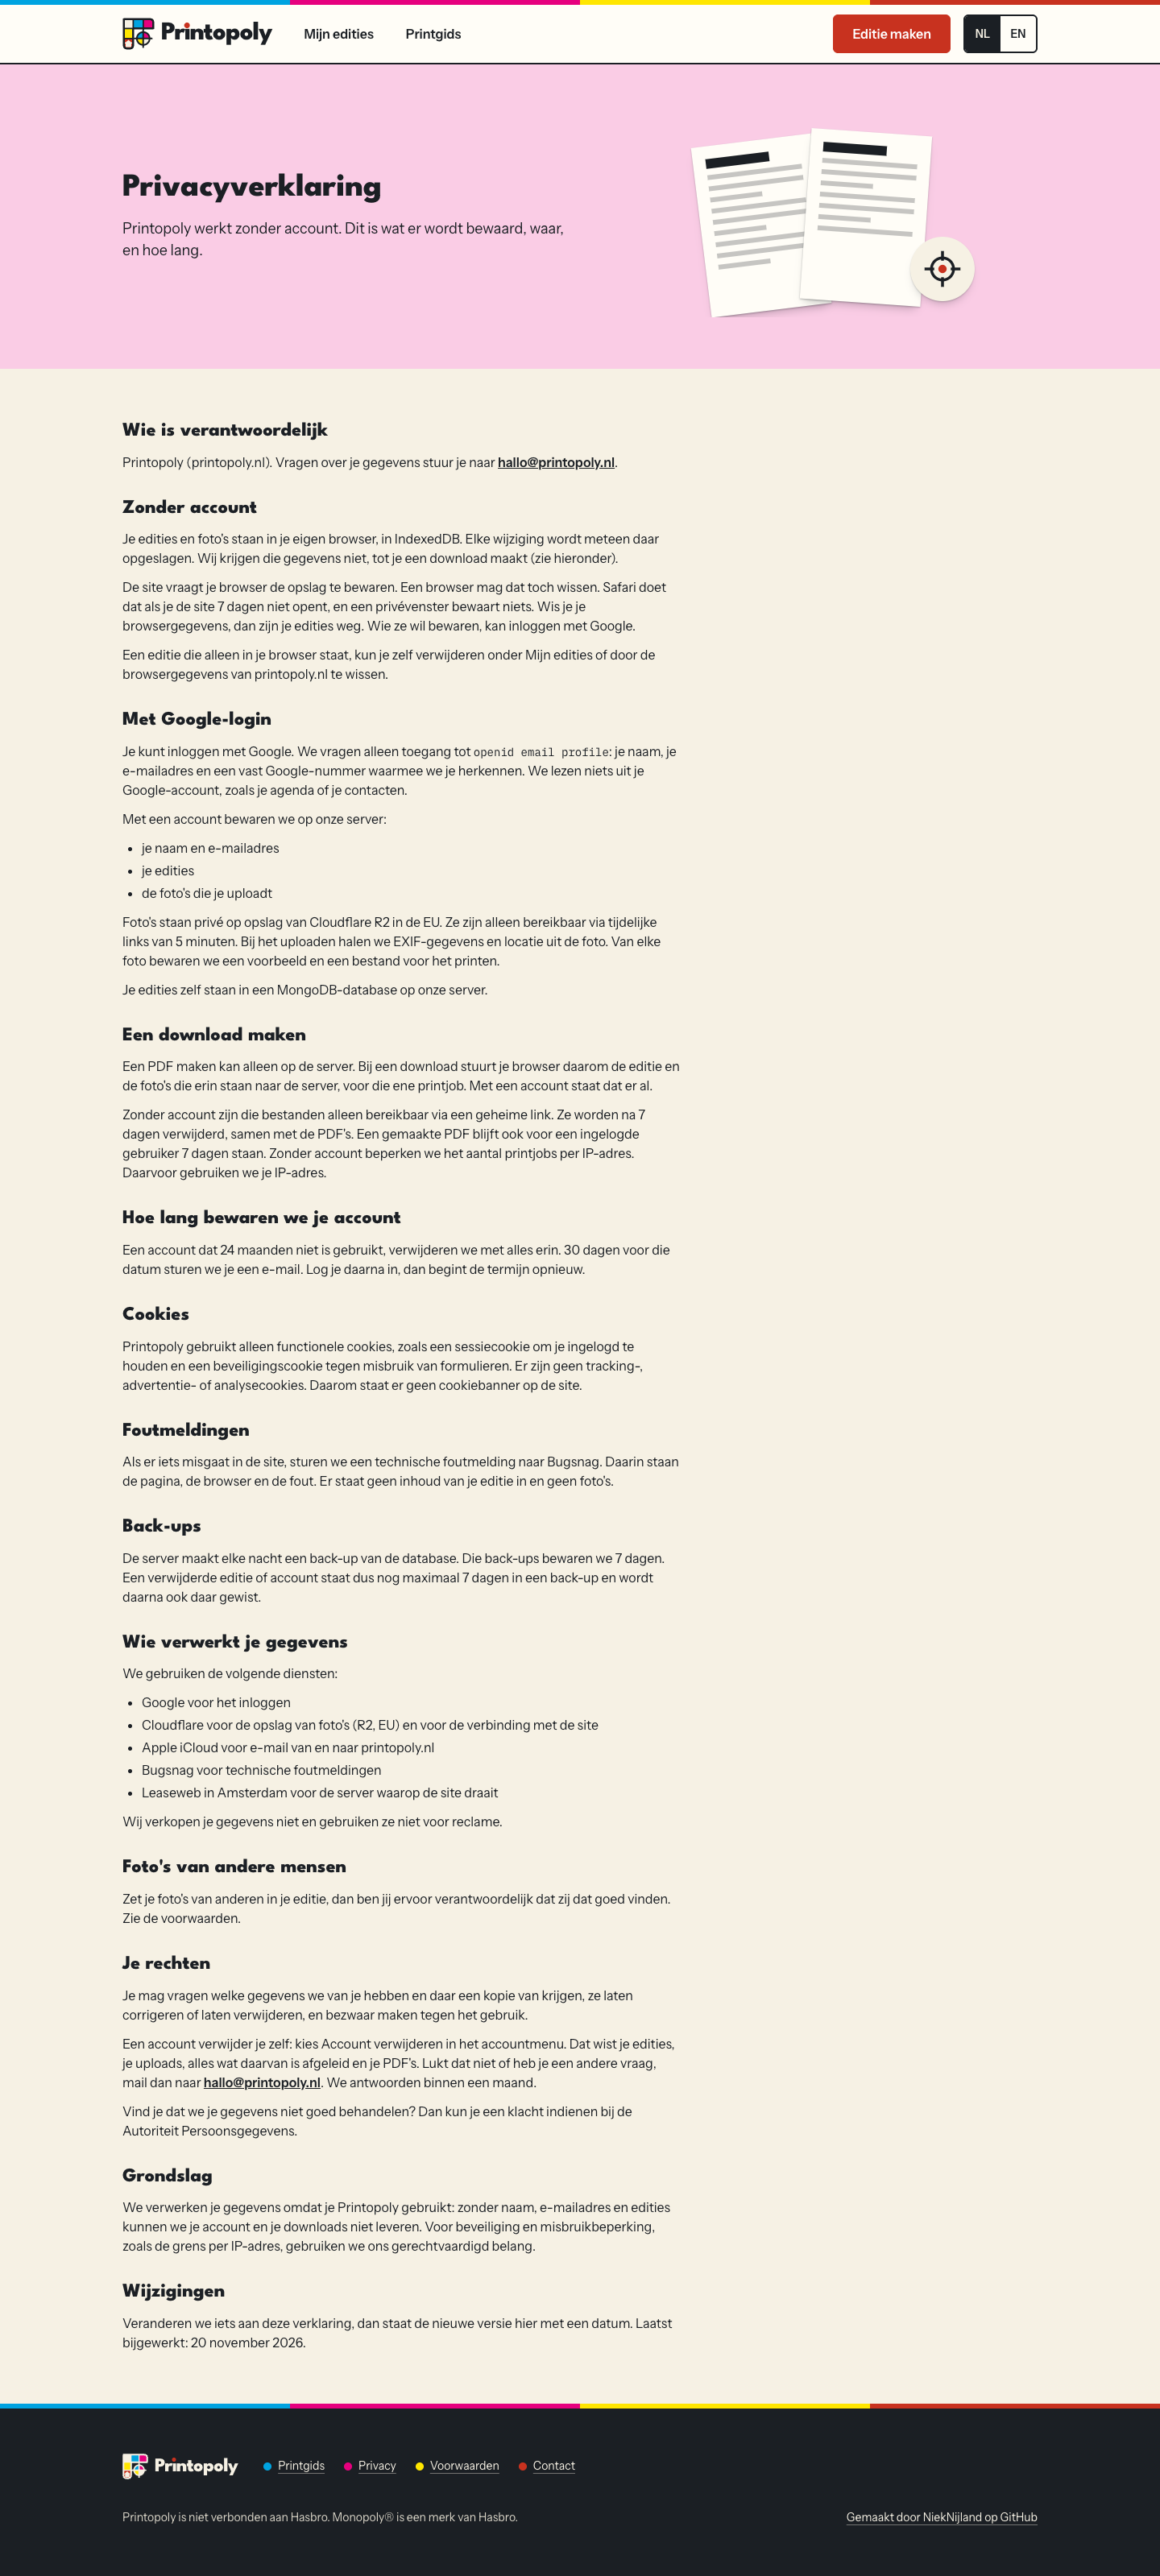 Printopoly
Mijn edities
Printgids
Editie maken
NL
EN
Privacyverklaring
Printopoly werkt zonder account. Dit is wat er wordt bewaard, waar,
en hoe lang.
Wie is verantwoordelijk
Printopoly (printopoly.nl). Vragen over je gegevens stuur je naar hallo@printopoly.nl.
Zonder account
Je edities en foto's staan in je eigen browser, in IndexedDB. Elke wijziging wordt meteen daar
opgeslagen. Wij krijgen die gegevens niet, tot je een download maakt (zie hieronder).
De site vraagt je browser de opslag te bewaren. Een browser mag dat toch wissen. Safari doet
dat als je de site 7 dagen niet opent, en een privévenster bewaart niets. Wis je je
browsergegevens, dan zijn je edities weg. Wie ze wil bewaren, kan inloggen met Google.
Een editie die alleen in je browser staat, kun je zelf verwijderen onder Mijn edities of door de
browsergegevens van printopoly.nl te wissen.
Met Google-login
Je kunt inloggen met Google. We vragen alleen toegang tot openid email profile: je naam, je
e-mailadres en een vast Google-nummer waarmee we je herkennen. We lezen niets uit je
Google-account, zoals je agenda of je contacten.
Met een account bewaren we op onze server:
• je naam en e-mailadres
• je edities
• de foto's die je uploadt
Foto's staan privé op opslag van Cloudflare R2 in de EU. Ze zijn alleen bereikbaar via tijdelijke
links van 5 minuten. Bij het uploaden halen we EXIF-gegevens en locatie uit de foto. Van elke
foto bewaren we een voorbeeld en een bestand voor het printen.
Je edities zelf staan in een MongoDB-database op onze server.
Een download maken
Een PDF maken kan alleen op de server. Bij een download stuurt je browser daarom de editie en
de foto's die erin staan naar de server, voor die ene printjob. Met een account staat dat er al.
Zonder account zijn die bestanden alleen bereikbaar via een geheime link. Ze worden na 7
dagen verwijderd, samen met de PDF's. Een gemaakte PDF blijft ook voor een ingelogde
gebruiker 7 dagen staan. Zonder account beperken we het aantal printjobs per IP-adres.
Daarvoor gebruiken we je IP-adres.
Hoe lang bewaren we je account
Een account dat 24 maanden niet is gebruikt, verwijderen we met alles erin. 30 dagen voor die
datum sturen we je een e-mail. Log je daarna in, dan begint de termijn opnieuw.
Cookies
Printopoly gebruikt alleen functionele cookies, zoals een sessiecookie om je ingelogd te
houden en een beveiligingscookie tegen misbruik van formulieren. Er zijn geen tracking-,
advertentie- of analysecookies. Daarom staat er geen cookiebanner op de site.
Foutmeldingen
Als er iets misgaat in de site, sturen we een technische foutmelding naar Bugsnag. Daarin staan
de pagina, de browser en de fout. Er staat geen inhoud van je editie in en geen foto's.
Back-ups
De server maakt elke nacht een back-up van de database. Die back-ups bewaren we 7 dagen.
Een verwijderde editie of account staat dus nog maximaal 7 dagen in een back-up en wordt
daarna ook daar gewist.
Wie verwerkt je gegevens
We gebruiken de volgende diensten:
• Google voor het inloggen
• Cloudflare voor de opslag van foto's (R2, EU) en voor de verbinding met de site
• Apple iCloud voor e-mail van en naar printopoly.nl
• Bugsnag voor technische foutmeldingen
• Leaseweb in Amsterdam voor de server waarop de site draait
Wij verkopen je gegevens niet en gebruiken ze niet voor reclame.
Foto's van andere mensen
Zet je foto's van anderen in je editie, dan ben jij ervoor verantwoordelijk dat zij dat goed vinden.
Zie de voorwaarden.
Je rechten
Je mag vragen welke gegevens we van je hebben en daar een kopie van krijgen, ze laten
corrigeren of laten verwijderen, en bezwaar maken tegen het gebruik.
Een account verwijder je zelf: kies Account verwijderen in het accountmenu. Dat wist je edities,
je uploads, alles wat daarvan is afgeleid en je PDF's. Lukt dat niet of heb je een andere vraag,
mail dan naar hallo@printopoly.nl. We antwoorden binnen een maand.
Vind je dat we je gegevens niet goed behandelen? Dan kun je een klacht indienen bij de
Autoriteit Persoonsgegevens.
Grondslag
We verwerken je gegevens omdat je Printopoly gebruikt: zonder naam, e-mailadres en edities
kunnen we je account en je downloads niet leveren. Voor beveiliging en misbruikbeperking,
zoals de grens per IP-adres, gebruiken we ons gerechtvaardigd belang.
Wijzigingen
Veranderen we iets aan deze verklaring, dan staat de nieuwe versie hier met een datum. Laatst
bijgewerkt: 20 november 2026.
Printopoly
Printgids
Privacy
Voorwaarden
Contact
Printopoly is niet verbonden aan Hasbro. Monopoly® is een merk van Hasbro.
Gemaakt door NiekNijland op GitHub